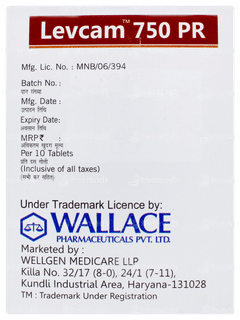 Levcam™ 750 PR
Mfg. Lic. No. : MNB/06/394
Batch No. :
घान संख्या
Mfg. Date :
उत्पादन तिथि
Expiry Date:
अवसान तिथि
MRP₹ :
अधिकतम खुदरा मूल्य
Per 10 Tablets
प्रति दस गोली
(Inclusive of all taxes)
(सभी कर सहित)
Under Trademark Licence by:
WALLACE
PHARMACEUTICALS PVT. LTD.
Marketed by :
WELLGEN MEDICARE LLP
Killa No. 32/17 (8-0), 24/1 (7-11),
Kundli Industrial Area, Haryana-131028
TM : Trademark Under Registration